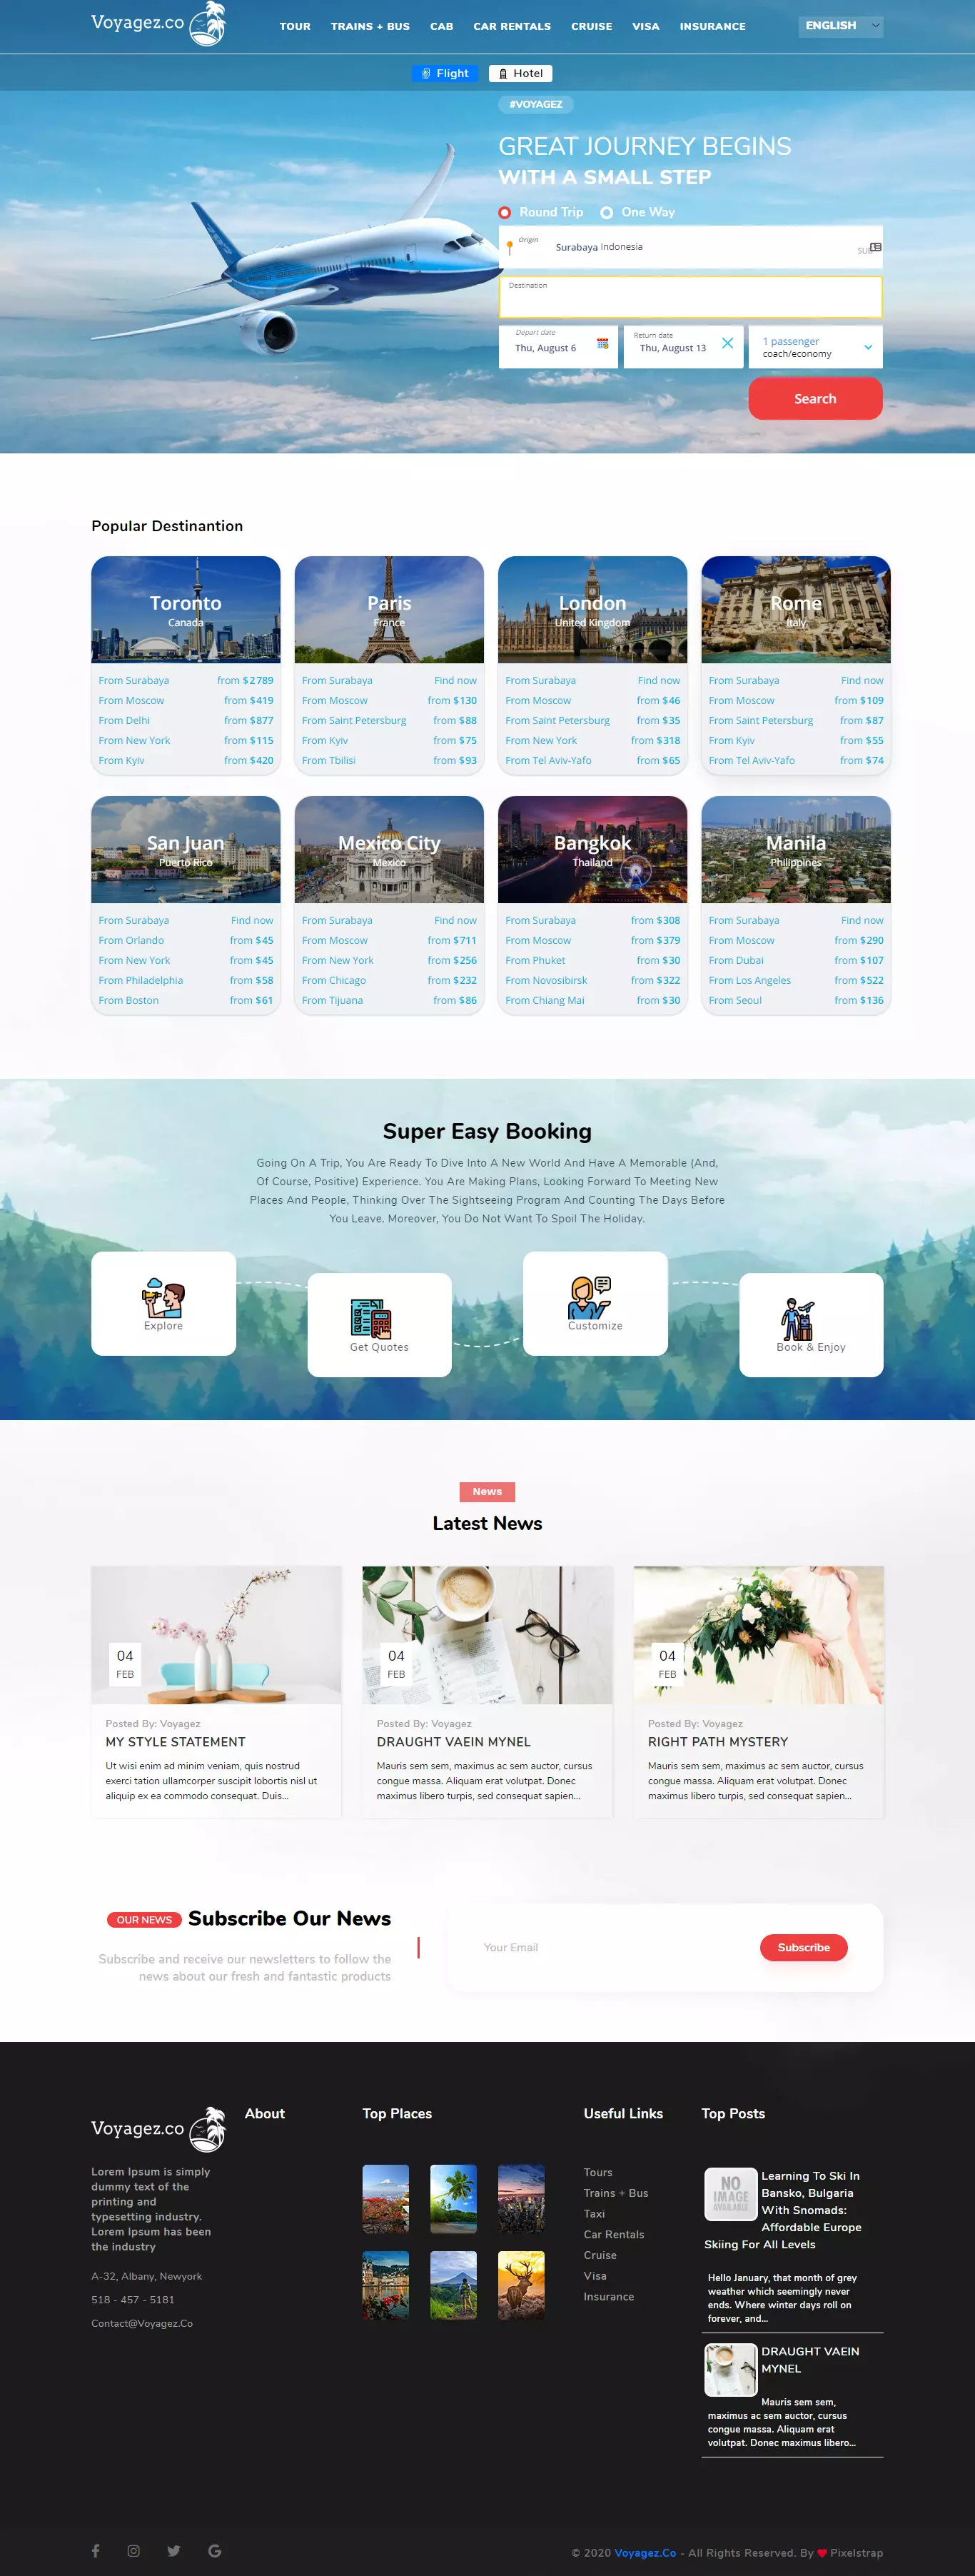 Voyagez.co
TOUR TRAINS + BUS CAB CAR RENTALS CRUISE VISA INSURANCE
ENGLISH
Flight Hotel
#VOYAGEZ
GREAT JOURNEY BEGINS
WITH A SMALL STEP
Round Trip One Way
Origin
Surabaya Indonesia
SUB
Destination
Depart date
Thu, August 6
Return date
Thu, August 13
1 passenger
coach/economy
Search
Popular Destinantion
Toronto
Canada
From Surabaya from $2789
From Moscow from $419
From Delhi from $877
From New York from $115
From Kyiv from $420
Paris
France
From Surabaya Find now
From Moscow from $130
From Saint Petersburg from $88
From Kyiv from $75
From Tbilisi from $93
London
United Kingdom
From Surabaya Find now
From Moscow from $46
From Saint Petersburg from $35
From New York from $318
From Tel Aviv-Yafo from $65
Rome
Italy
From Surabaya Find now
From Moscow from $109
From Saint Petersburg from $87
From Kyiv from $55
From Tel Aviv-Yafo from $74
San Juan
Puerto Rico
From Surabaya Find now
From Orlando from $45
From New York from $45
From Philadelphia from $58
From Boston from $61
Mexico City
Mexico
From Surabaya Find now
From Moscow from $711
From New York from $256
From Chicago from $232
From Tijuana from $86
Bangkok
Thailand
From Surabaya from $308
From Moscow from $379
From Phuket from $30
From Novosibirsk from $322
From Chiang Mai from $30
Manila
Philippines
From Surabaya Find now
From Moscow from $290
From Dubai from $107
From Los Angeles from $522
From Seoul from $136
Super Easy Booking
Going On A Trip, You Are Ready To Dive Into A New World And Have A Memorable (And,
Of Course, Positive) Experience. You Are Making Plans, Looking Forward To Meeting New
Places And People, Thinking Over The Sightseeing Program And Counting The Days Before
You Leave. Moreover, You Do Not Want To Spoil The Holiday.
Explore
Get Quotes
Customize
Book & Enjoy
News
Latest News
04
FEB
Posted By: Voyagez
MY STYLE STATEMENT
Ut wisi enim ad minim veniam, quis nostrud
exerci tation ullamcorper suscipit lobortis nisl ut
aliquip ex ea commodo consequat. Duis...
04
FEB
Posted By: Voyagez
DRAUGHT VAEIN MYNEL
Mauris sem sem, maximus ac sem auctor, cursus
congue massa. Aliquam erat volutpat. Donec
maximus libero turpis, sed consequat sapien...
04
FEB
Posted By: Voyagez
RIGHT PATH MYSTERY
Mauris sem sem, maximus ac sem auctor, cursus
congue massa. Aliquam erat volutpat. Donec
maximus libero turpis, sed consequat sapien...
OUR NEWS Subscribe Our News
Subscribe and receive our newsletters to follow the
news about our fresh and fantastic products
Your Email
Subscribe
Voyagez.co
Lorem Ipsum is simply
dummy text of the
printing and
typesetting industry.
Lorem Ipsum has been
the industry
A-32, Albany, Newyork
518 - 457 - 5181
Contact@Voyagez.Co
About
Top Places
Useful Links
Tours
Trains + Bus
Taxi
Car Rentals
Cruise
Visa
Insurance
Top Posts
NO
IMAGE
AVAILABLE
Learning To Ski In
Bansko, Bulgaria
With Snomads:
Affordable Europe
Skiing For All Levels
Hello January, that month of grey
weather which seemingly never
ends. Where winter days roll on
forever, and...
DRAUGHT VAEIN
MYNEL
Mauris sem sem,
maximus ac sem auctor, cursus
congue massa. Aliquam erat
volutpat. Donec maximus libero...
© 2020 Voyagez.Co - All Rights Reserved. By ❤ Pixelstrap